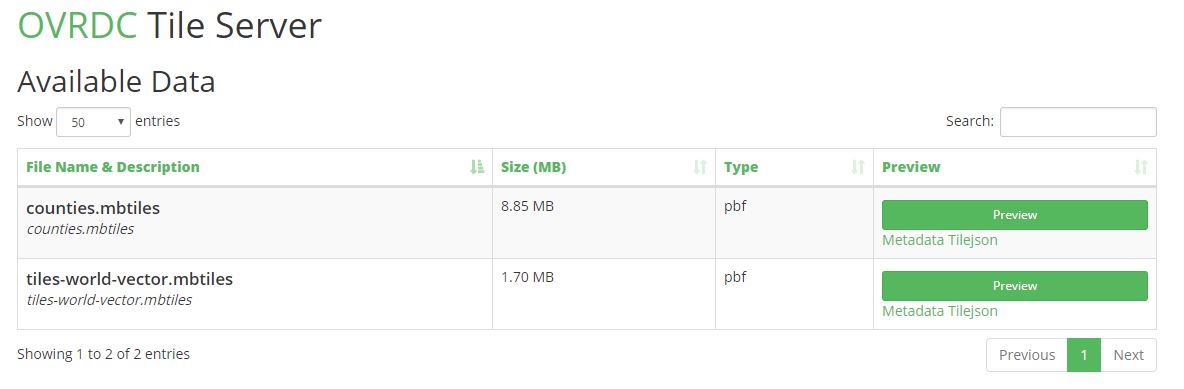 OVRDC Tile Server
Available Data
Show 50 entries Search:
File Name & Description Size (MB) Type Preview
counties.mbtiles 8.85 MB pbf Preview
counties.mbtiles Metadata Tilejson
tiles-world-vector.mbtiles 1.70 MB pbf Preview
tiles-world-vector.mbtiles Metadata Tilejson
Showing 1 to 2 of 2 entries Previous 1 Next